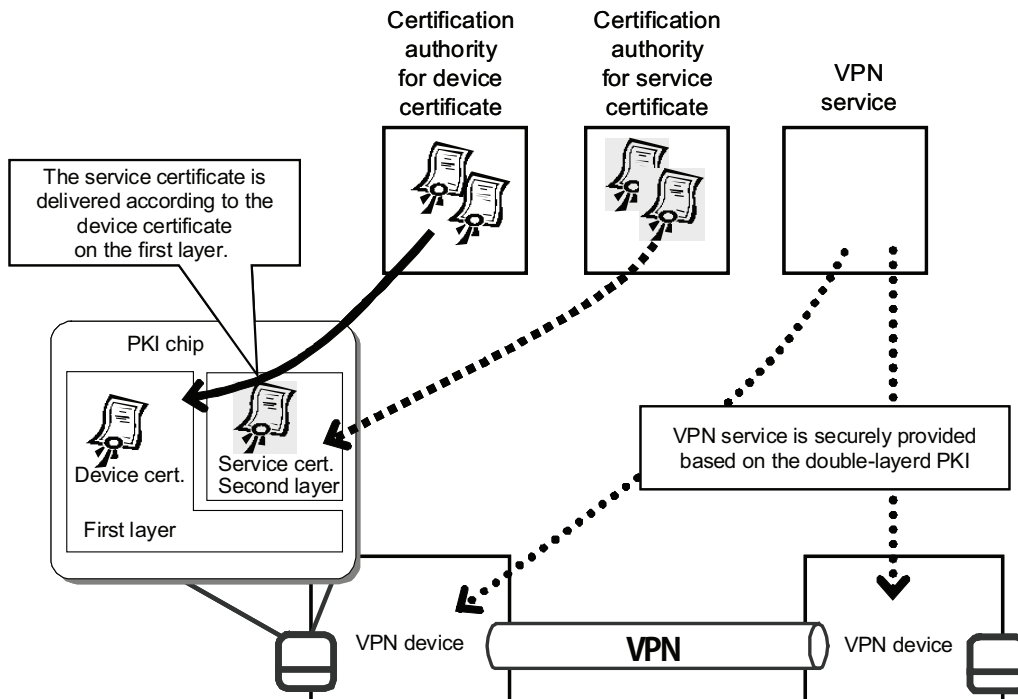 Certification
authority
for device
certificate
Certification
authority
for service
certificate
VPN
service
The service certificate is
delivered according to the
device certificate
on the first layer.
PKI chip
Device cert.
Service cert.
Second layer
First layer
VPN service is securely provided
based on the double-layerd PKI
VPN device
VPN
VPN device